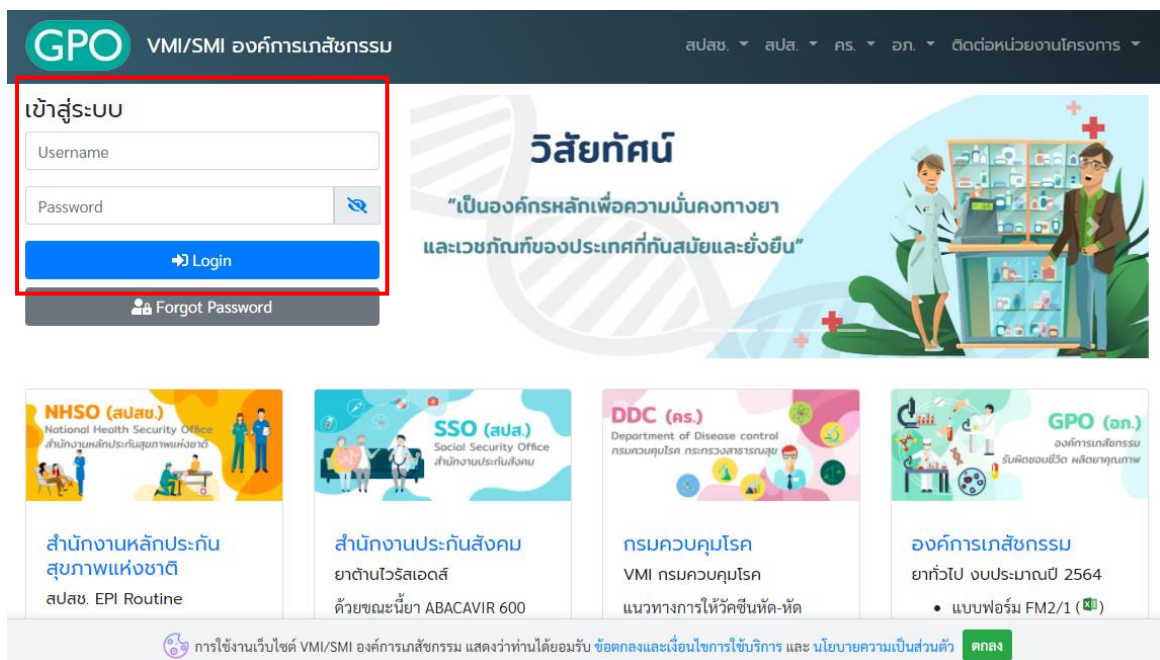 GPO VMI/SMI องค์การเภสัชกรรม สปสช. สปส. คร. อภ. ติดต่อหน่วยงานโครงการ
เข้าสู่ระบบ
Username
Password
Login
Forgot Password
วิสัยทัศน์
“เป็นองค์กรหลักเพื่อความมั่นคงทางยา
และเวชภัณฑ์ของประเทศที่ทันสมัยและยั่งยืน”
NHSO (สปสช.)
National Health Security Office
สำนักงานหลักประกันสุขภาพแห่งชาติ
สำนักงานหลักประกัน
สุขภาพแห่งชาติ
สปสช. EPI Routine
SSO (สปส.)
Social Security Office
สำนักงานประกันสังคม
สำนักงานประกันสังคม
ยาต้านไวรัสเอดส์
ด้วยขณะนี้ยา ABACAVIR 600
DDC (คร.)
Department of Disease control
กรมควบคุมโรค กระทรวงสาธารณสุข
กรมควบคุมโรค
VMI กรมควบคุมโรค
แนวทางการให้วัคซีนหัด-หัด
GPO (อภ.)
องค์การเภสัชกรรม
รับผิดชอบชีวิต ผลิตยาคุณภาพ
องค์การเภสัชกรรม
ยาทั่วไป งบประมาณปี 2564
• แบบฟอร์ม FM2/1 ( )
การใช้งานเว็บไซต์ VMI/SMI องค์การเภสัชกรรม แสดงว่าท่านได้ยอมรับ ข้อตกลงและเงื่อนไขการใช้บริการ และ นโยบายความเป็นส่วนตัว ตกลง